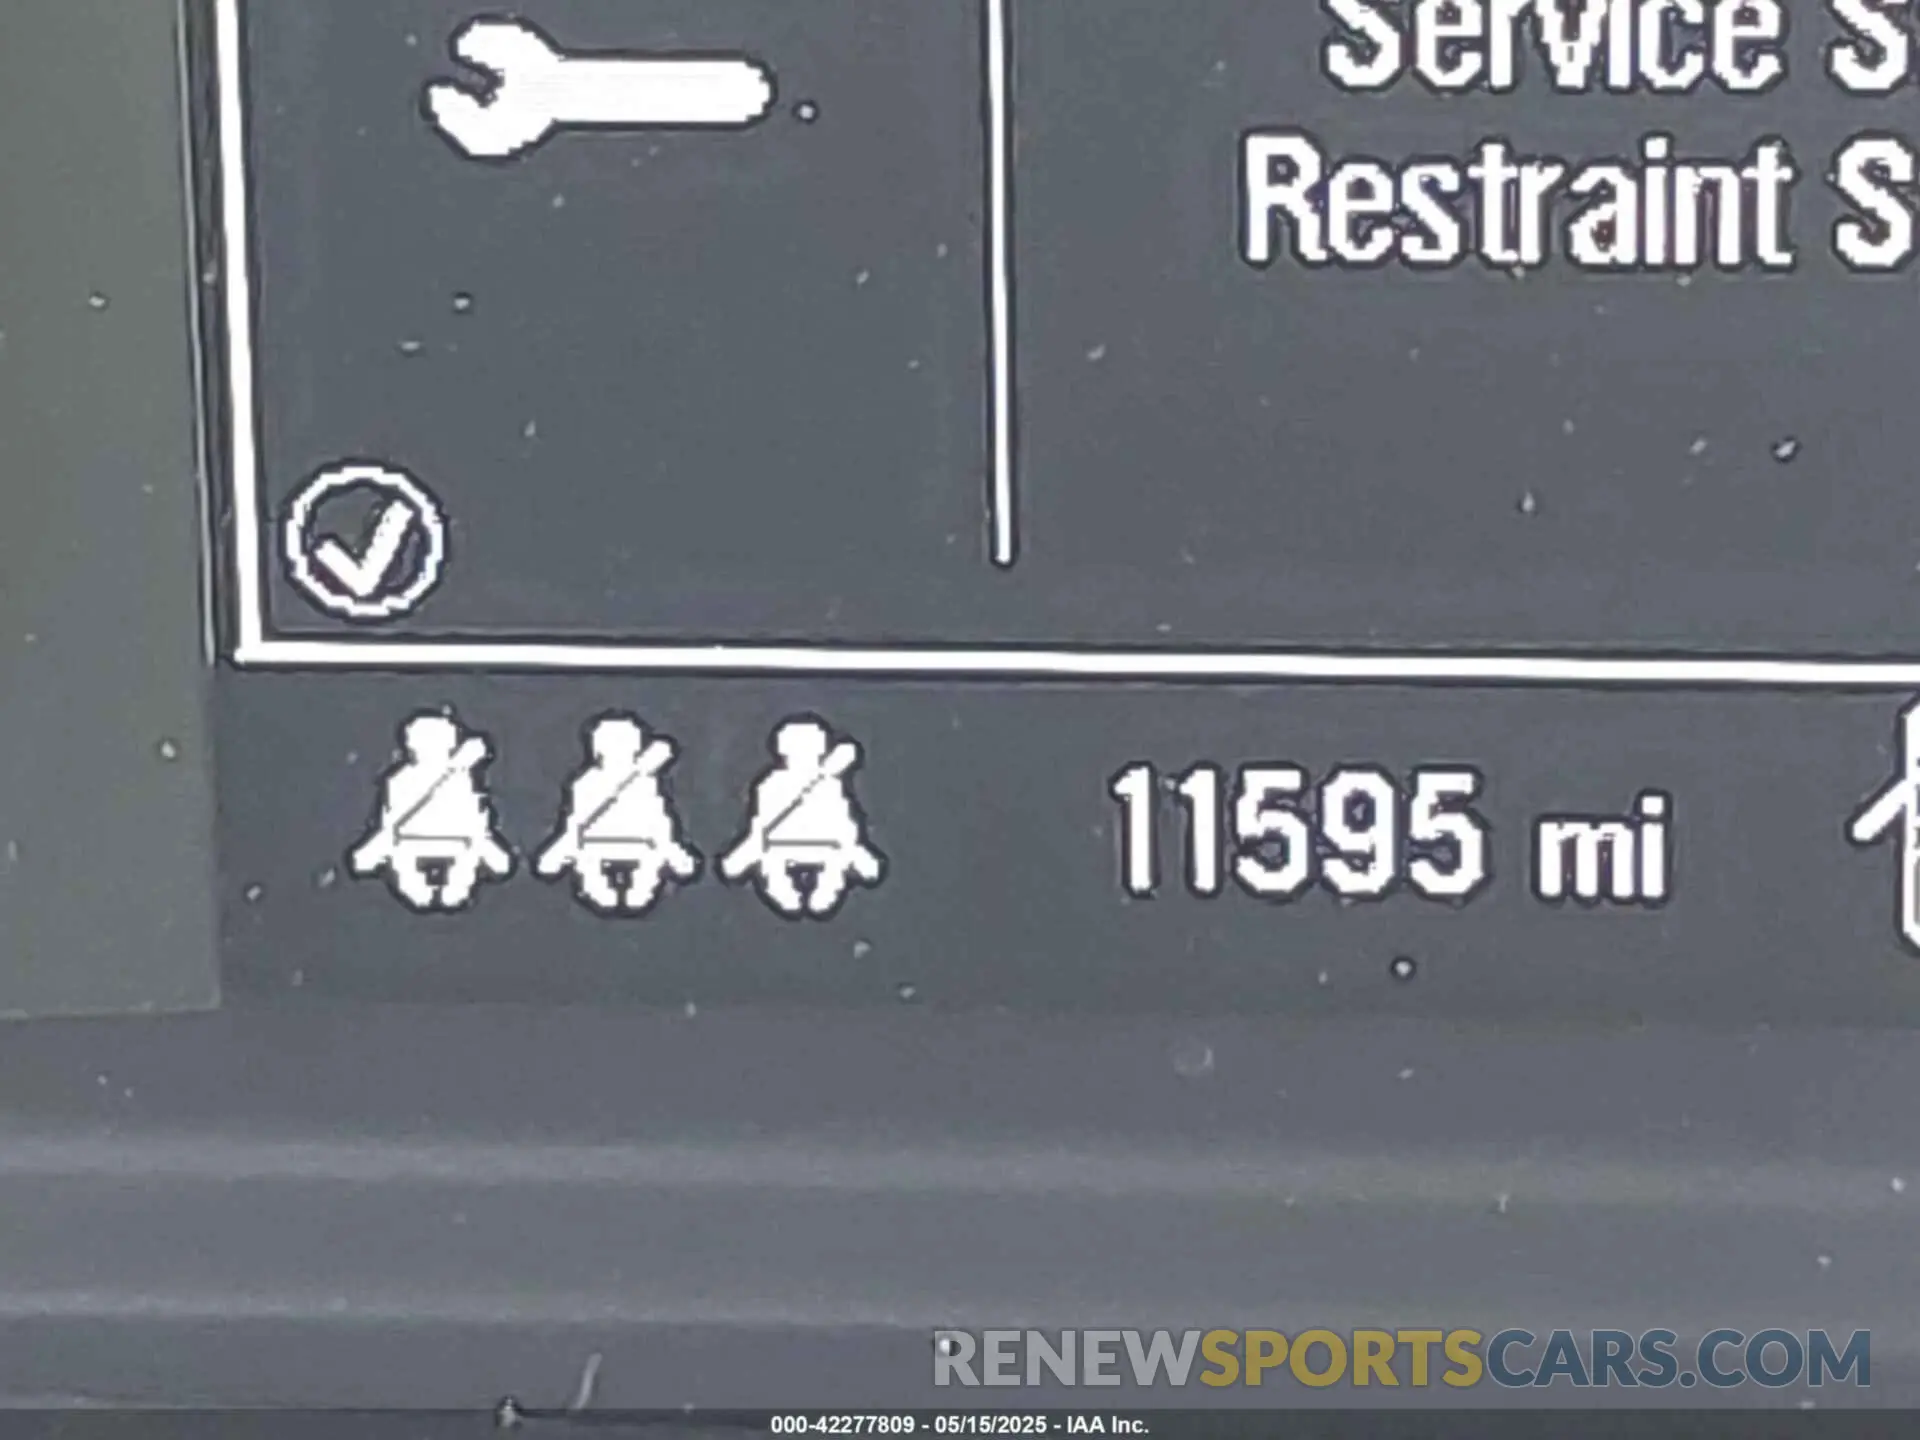 Service S
Restraint S
11595 mi
RENEWSPORTSCARS.COM
000-42277809 - 05/15/2025 - IAA Inc.